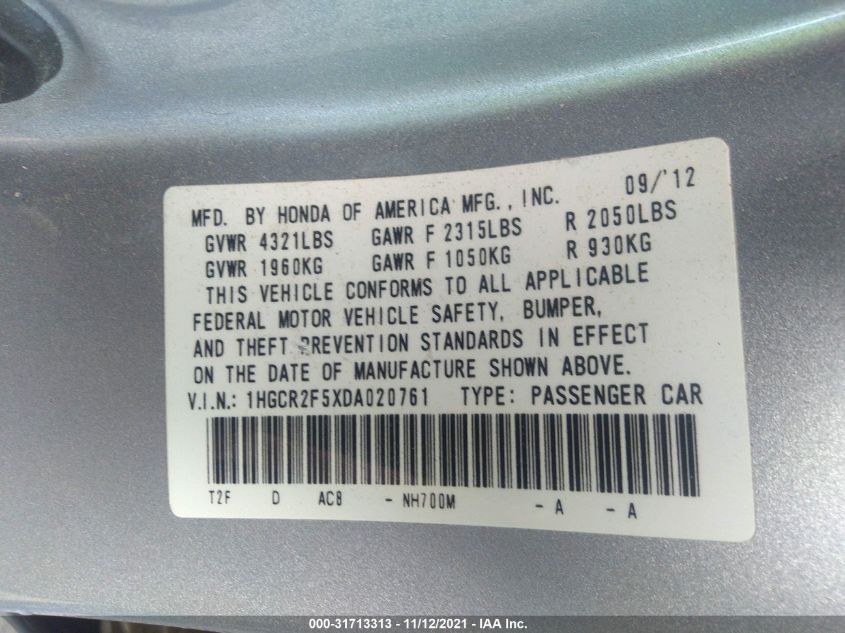 MFD. BY HONDA OF AMERICA MFG., INC. 09/'12
GVWR 4321LBS GAWR F 2315LBS R 2050LBS
GVWR 1960KG GAWR F 1050KG R 930KG
THIS VEHICLE CONFORMS TO ALL APPLICABLE
FEDERAL MOTOR VEHICLE SAFETY, BUMPER,
AND THEFT PREVENTION STANDARDS IN EFFECT
ON THE DATE OF MANUFACTURE SHOWN ABOVE.
V.I.N.: 1HGCR2F5XDA020761 TYPE: PASSENGER CAR
T2F D AC8 - NH700M - A - A
000-31713313 - 11/12/2021 - IAA Inc.